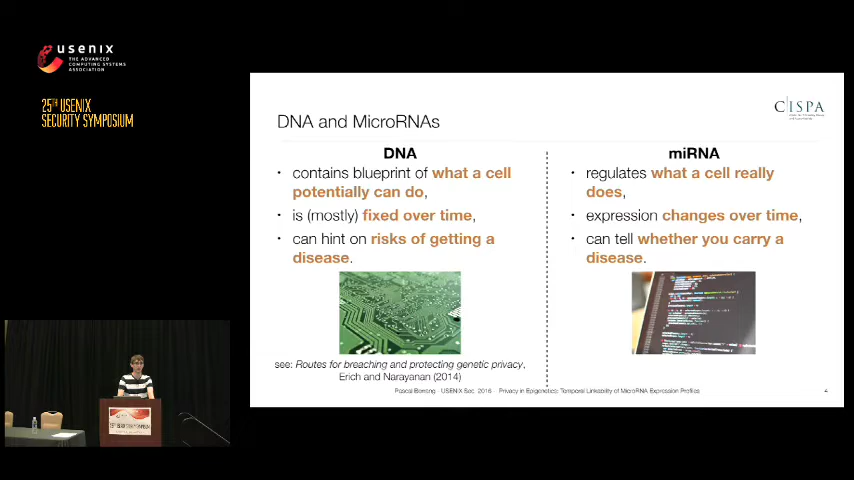 usenix
THE ADVANCED
COMPUTING SYSTEMS
ASSOCIATION
25TH USENIX
SECURITY SYMPOSIUM
CISPA
DNA and MicroRNAs
DNA
• contains blueprint of what a cell
potentially can do,
• is (mostly) fixed over time,
• can hint on risks of getting a
disease.
see: Routes for breaching and protecting genetic privacy,
Erich and Narayanan (2014)
miRNA
• regulates what a cell really
does,
• expression changes over time,
• can tell whether you carry a
disease.
Pascal Berrang - USENIX Sec. 2016 - Privacy in Epigenetics: Temporal Linkability of MicroRNA Expression Profiles
4